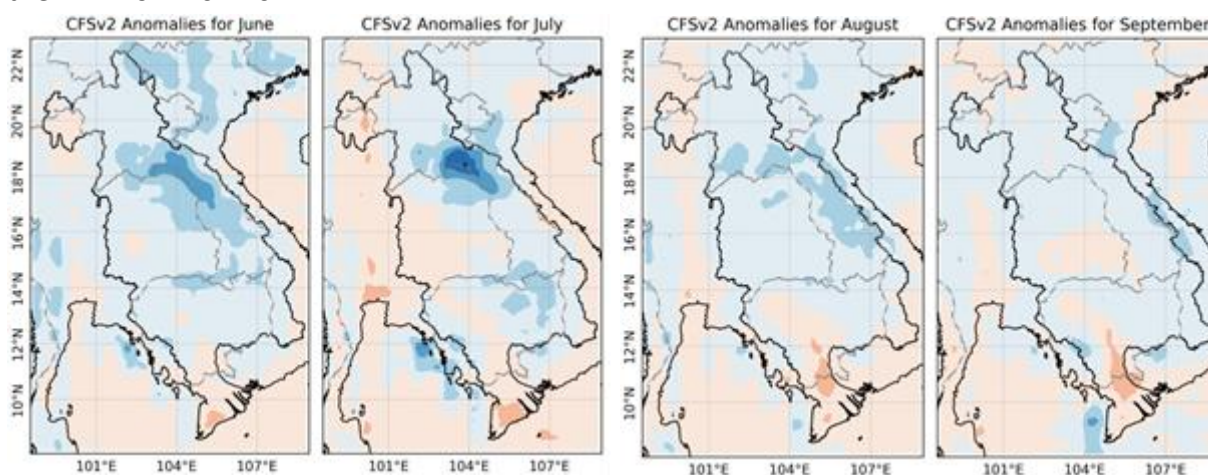 CFSv2 Anomalies for June
CFSv2 Anomalies for July
CFSv2 Anomalies for August
CFSv2 Anomalies for September
22°N
20°N
18°N
16°N
14°N
12°N
10°N
22°N
20°N
18°N
16°N
14°N
12°N
10°N
101°E 104°E 107°E
101°E 104°E 107°E
101°E 104°E 107°E
101°E 104°E 107°E